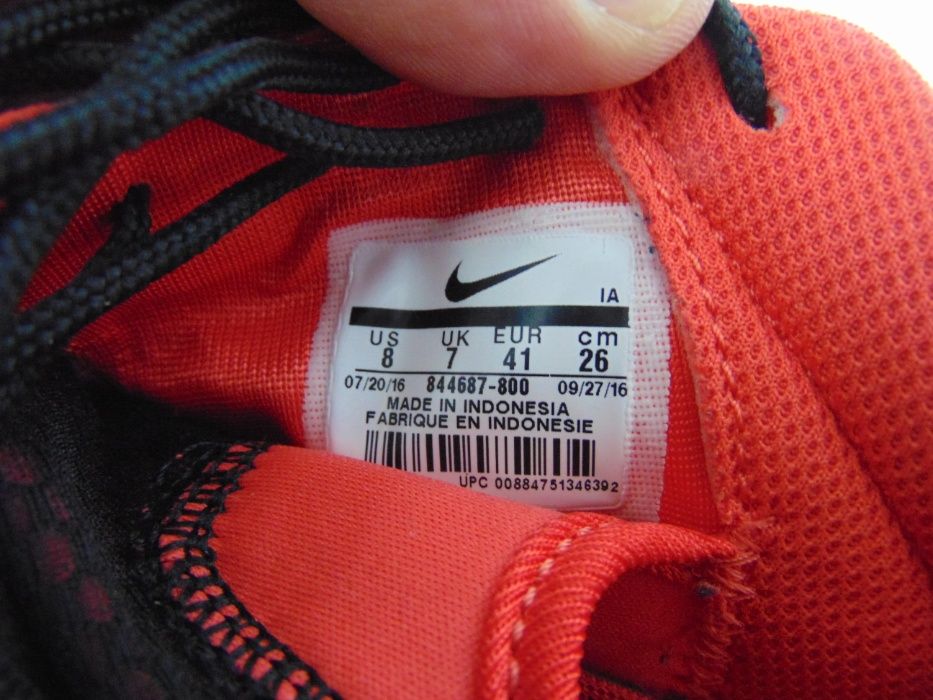 IA
US UK EUR cm
8 7 41 26
07/20/16 844687-800 09/27/16
MADE IN INDONESIA
FABRIQUE EN INDONESIE
UPC 00884751346392